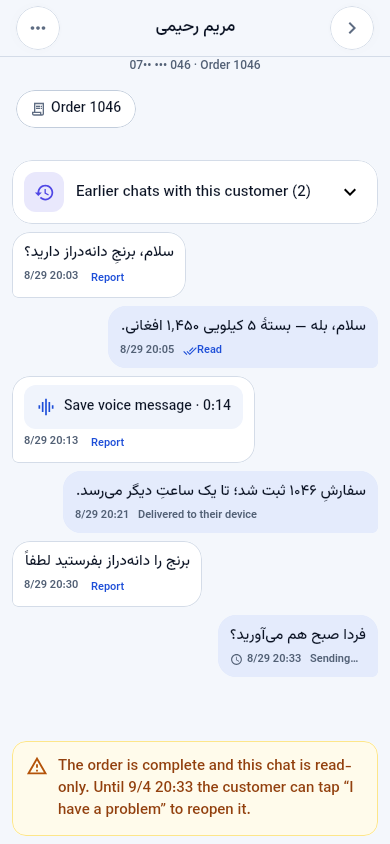 مریم رحیمی
07•• ••• 046 · Order 1046
Order 1046
Earlier chats with this customer (2)
سلام، برنجِ دانه‌دراز دارید؟
8/29 20:03 Report
سلام، بله — بستهٔ ۵ کیلویی ۱,۴۵۰ افغانی.
8/29 20:05 Read
Save voice message · 0:14
8/29 20:13 Report
سفارشِ ۱۰۴۶ ثبت شد؛ تا یک ساعتِ دیگر می‌رسد.
8/29 20:21 Delivered to their device
برنج را دانه‌دراز بفرستید لطفاً
8/29 20:30 Report
فردا صبح هم می‌آورید؟
8/29 20:33 Sending…
The order is complete and this chat is read-
only. Until 9/4 20:33 the customer can tap “I
have a problem” to reopen it.